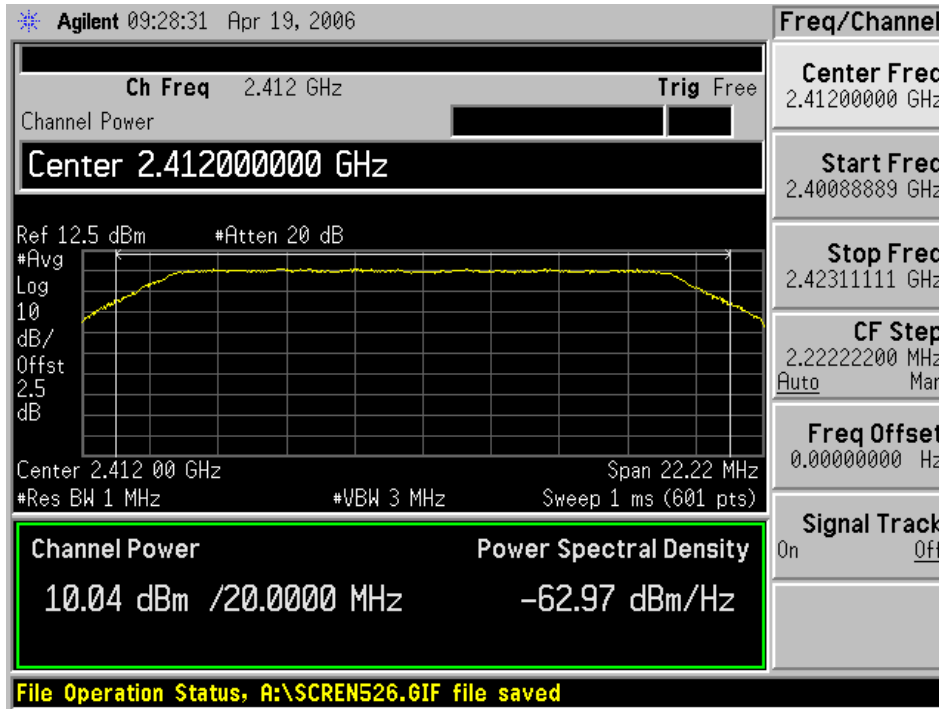 Agilent 09:28:31 Apr 19, 2006
Freq/Channel
Ch Freq 2.412 GHz Trig Free
Channel Power
Center 2.412000000 GHz
Ref 12.5 dBm #Atten 20 dB
#Avg
Log
10
dB/
Offst
2.5
dB
Center 2.412 00 GHz Span 22.22 MHz
#Res BW 1 MHz #VBW 3 MHz Sweep 1 ms (601 pts)
Channel Power Power Spectral Density
10.04 dBm /20.0000 MHz -62.97 dBm/Hz
File Operation Status, A:\SCREN526.GIF file saved
Center Freq
2.41200000 GHz
Start Freq
2.40088889 GHz
Stop Freq
2.42311111 GHz
CF Step
2.22222200 MHz
Auto Man
Freq Offset
0.00000000 Hz
Signal Track
On Off